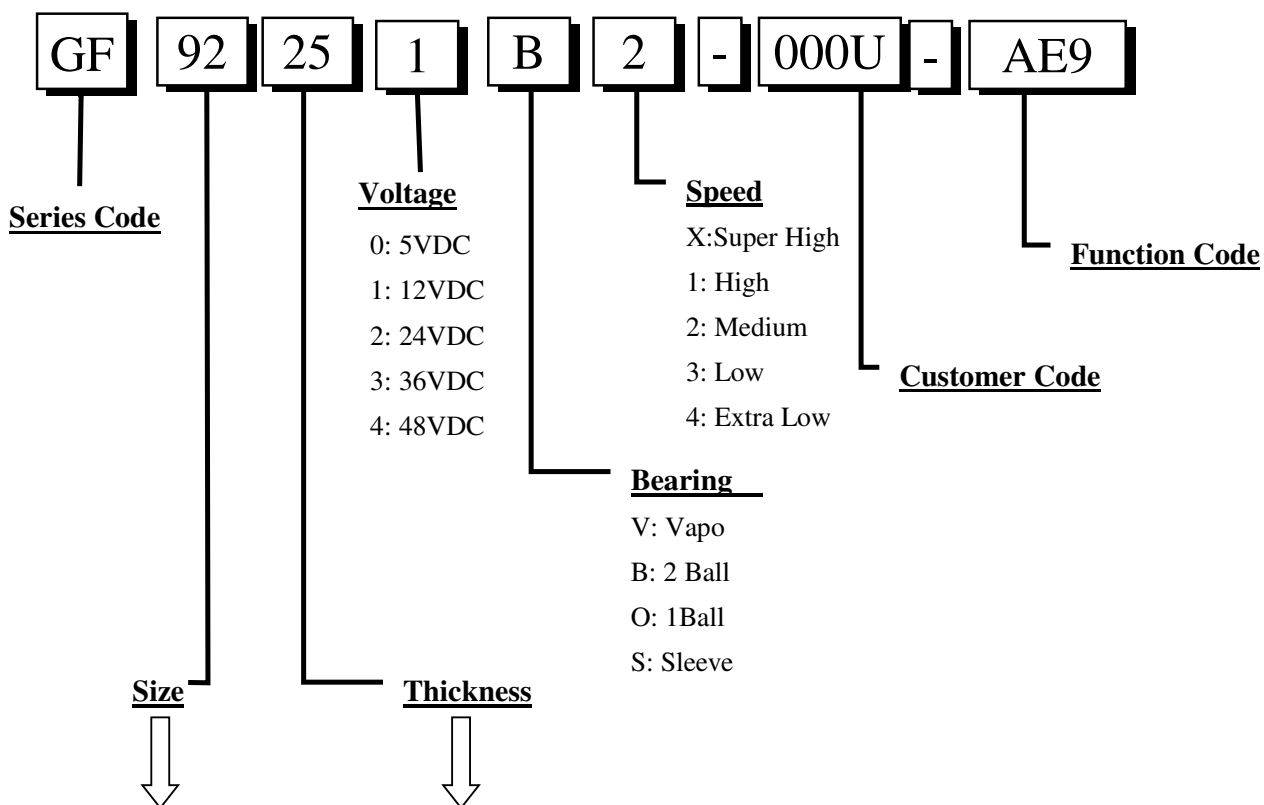 GF 92 25 1 B 2 - 000U - AE9
Series Code
Voltage
0: 5VDC
1: 12VDC
2: 24VDC
3: 36VDC
4: 48VDC
Speed
X:Super High
1: High
2: Medium
3: Low
4: Extra Low
Function Code
Customer Code
Bearing
V: Vapo
B: 2 Ball
O: 1Ball
S: Sleeve
Size
Thickness